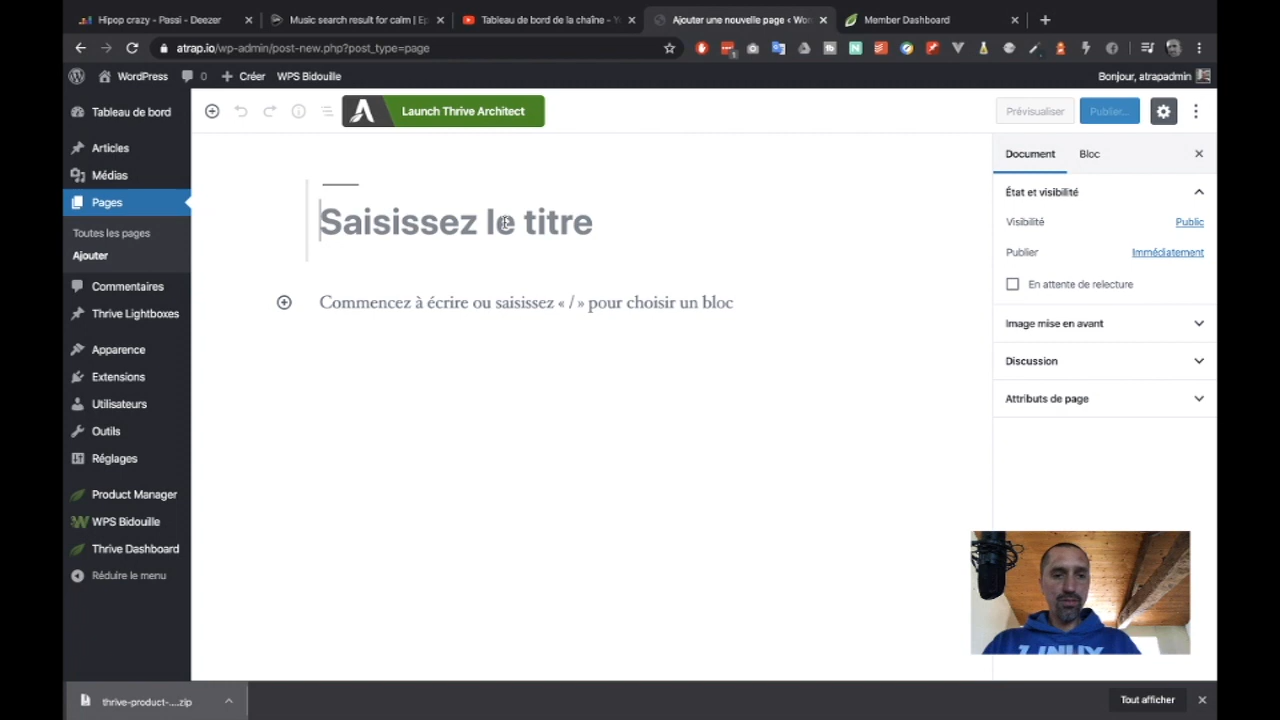 Hipop crazy - Passi - Deezer
Music search result for calm | Ep
Tableau de bord de la chaîne - Yo
Ajouter une nouvelle page < Wor
Member Dashboard
atrap.io/wp-admin/post-new.php?post_type=page
WordPress
0
Créer
WPS Bidouille
Bonjour, atrapadmin
Tableau de bord
Articles
Médias
Pages
Toutes les pages
Ajouter
Commentaires
Thrive Lightboxes
Apparence
Extensions
Utilisateurs
Outils
Réglages
Product Manager
WPS Bidouille
Thrive Dashboard
Réduire le menu
Launch Thrive Architect
Prévisualiser
Publier...
Saisissez le titre
Commencez à écrire ou saisissez « / » pour choisir un bloc
Document
Bloc
État et visibilité
Visibilité
Public
Publier
Immédiatement
En attente de relecture
Image mise en avant
Discussion
Attributs de page
thrive-product-....zip
Tout afficher